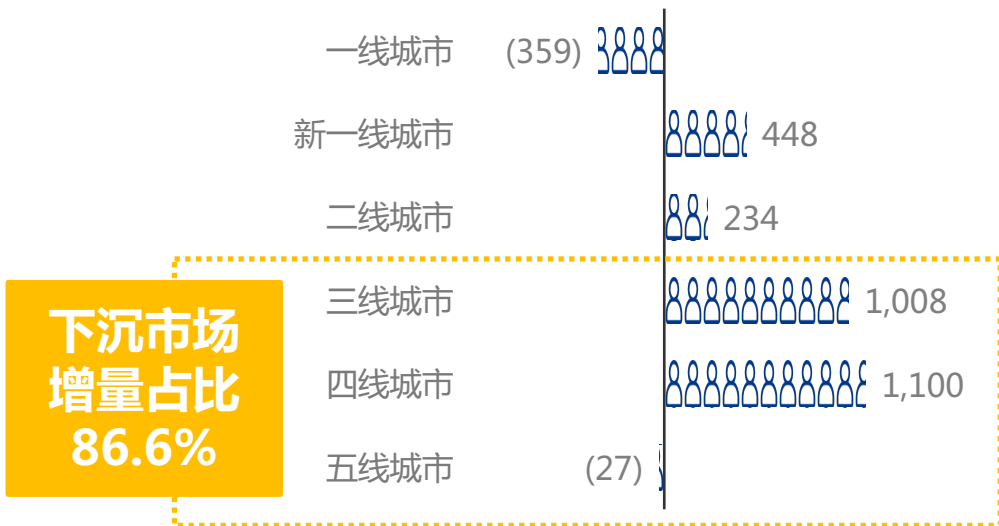 一线城市 (359)
新一线城市 448
二线城市 234
三线城市 1,008
四线城市 1,100
五线城市 (27)
下沉市场
增量占比
86.6%